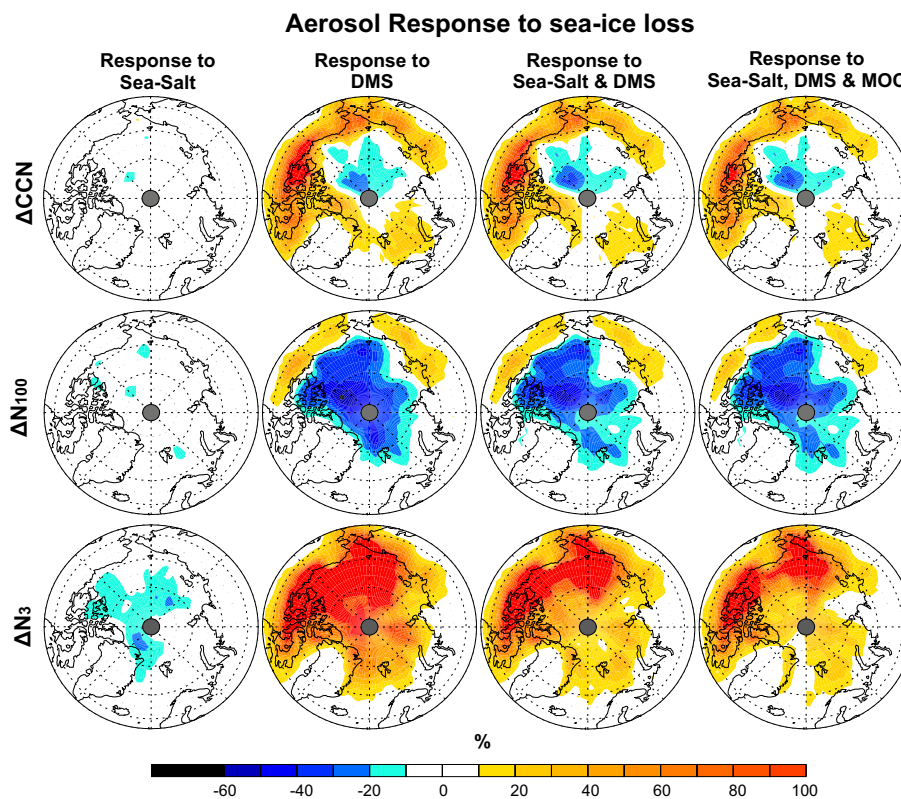 Aerosol Response to sea-ice loss
Response to
Sea-Salt
Response to
DMS
Response to
Sea-Salt & DMS
Response to
Sea-Salt, DMS & MOC
ΔCCN
ΔN100
ΔN3
%
-60 -40 -20 0 20 40 60 80 100